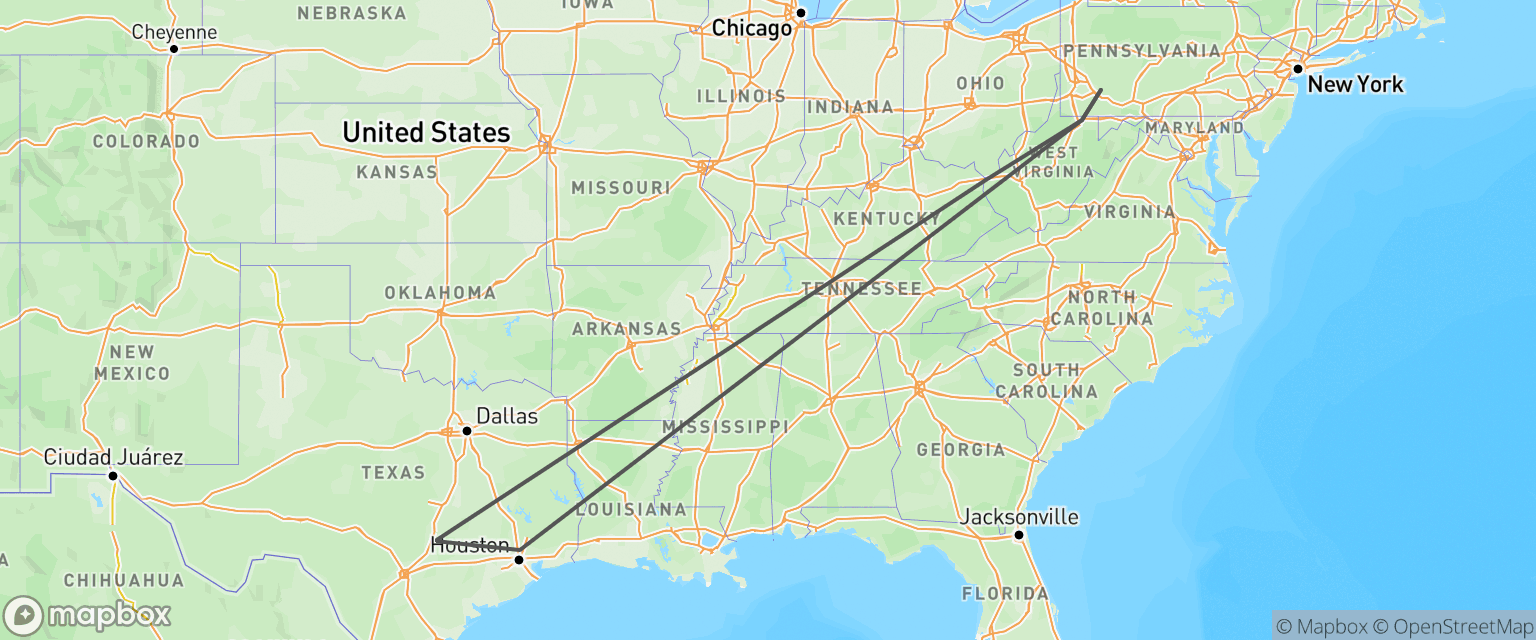 NEBRASKA
IOWA
Cheyenne
Chicago
PENNSYLVANIA
OHIO
New York
ILLINOIS
INDIANA
United States
COLORADO
MARYLAND
KANSAS
MISSOURI
WEST
VIRGINIA
KENTUCKY
VIRGINIA
OKLAHOMA
TENNESSEE
NORTH
CAROLINA
ARKANSAS
NEW
MEXICO
SOUTH
CAROLINA
Dallas
MISSISSIPPI
GEORGIA
Ciudad Juárez
TEXAS
LOUISIANA
Jacksonville
Houston
CHIHUAHUA
FLORIDA
mapbox
© Mapbox © OpenStreetMap